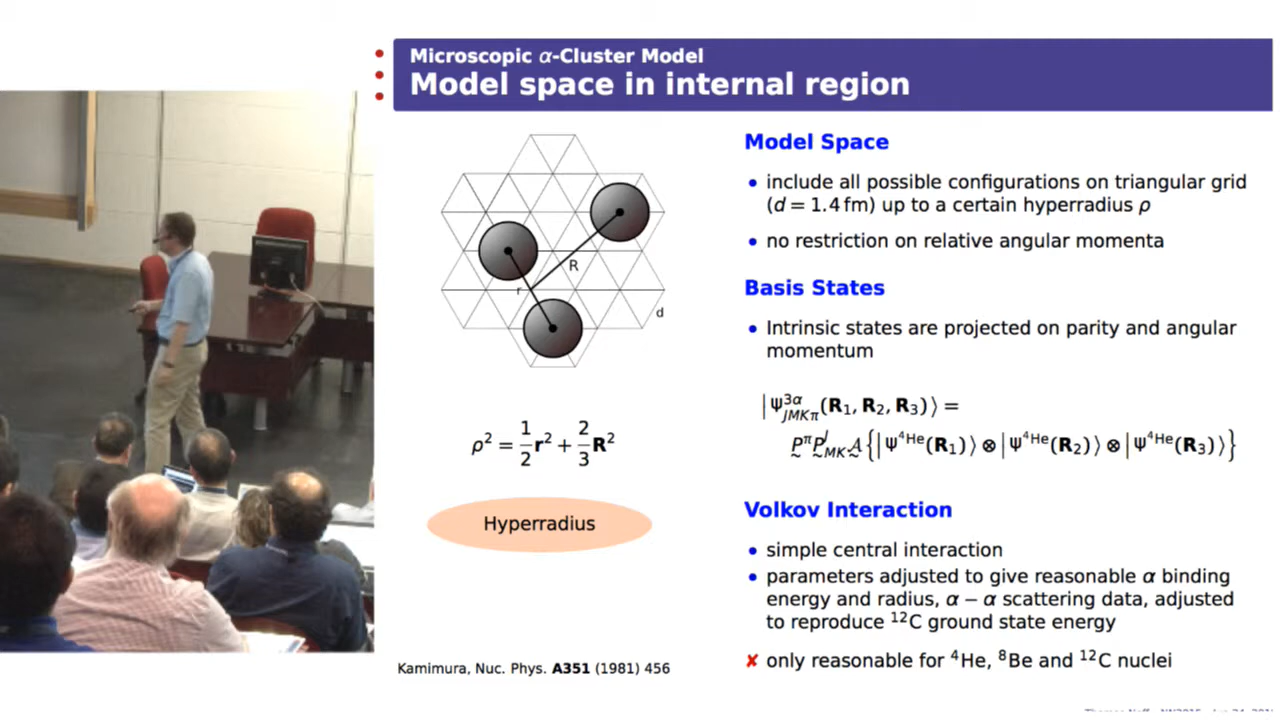 Microscopic α-Cluster Model
Model space in internal region
R
r
d
ρ² = 1/2 r² + 2/3 R²
Hyperradius
Kamimura, Nuc. Phys. A351 (1981) 456
Model Space
• include all possible configurations on triangular grid
(d = 1.4 fm) up to a certain hyperradius ρ
• no restriction on relative angular momenta
Basis States
• Intrinsic states are projected on parity and angular
momentum
|Ψ^{3α}_{JMKπ}(R₁, R₂, R₃)⟩ =
P^π P^J_{MK} A{|Ψ^{⁴He}(R₁)⟩ ⊗ |Ψ^{⁴He}(R₂)⟩ ⊗ |Ψ^{⁴He}(R₃)⟩}
Volkov Interaction
• simple central interaction
• parameters adjusted to give reasonable α binding
energy and radius, α − α scattering data, adjusted
to reproduce ¹²C ground state energy
✘ only reasonable for ⁴He, ⁸Be and ¹²C nuclei